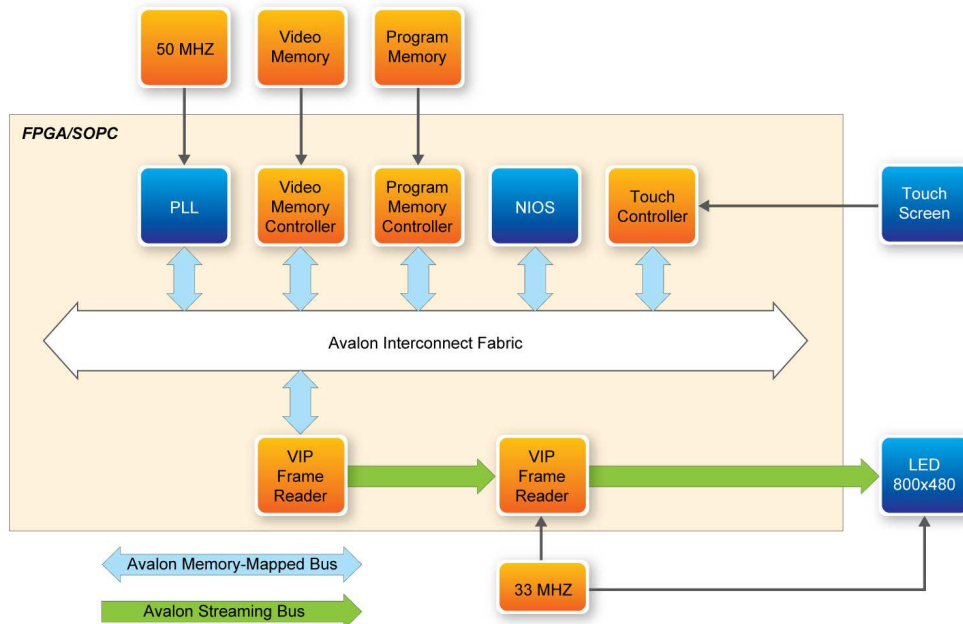 50 MHZ
Video
Memory
Program
Memory
FPGA/SOPC
PLL
Video
Memory
Controller
Program
Memory
Controller
NIOS
Touch
Controller
Touch
Screen
Avalon Interconnect Fabric
VIP
Frame
Reader
VIP
Frame
Reader
LED
800x480
Avalon Memory-Mapped Bus
33 MHZ
Avalon Streaming Bus